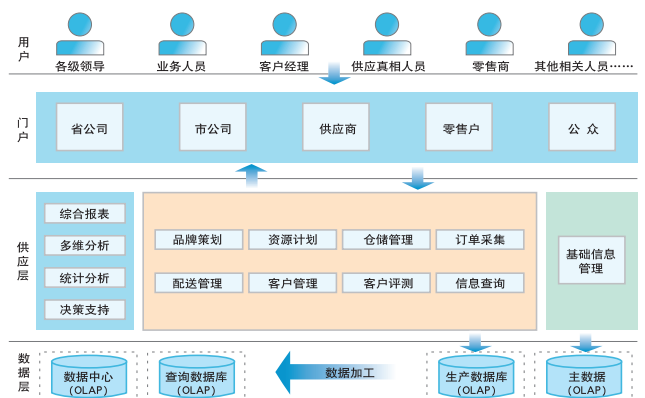 用户
各级领导
业务人员
客户经理
供应真相人员
零售商
其他相关人员……
门户
省公司
市公司
供应商
零售户
公 众
供应层
综合报表
多维分析
统计分析
决策支持
品牌策划
资源计划
仓储管理
订单采集
配送管理
客户管理
客户评测
信息查询
基础信息
管理
数据层
数据中心
(OLAP)
查询数据库
(OLAP)
数据加工
生产数据库
(OLAP)
主数据
(OLAP)